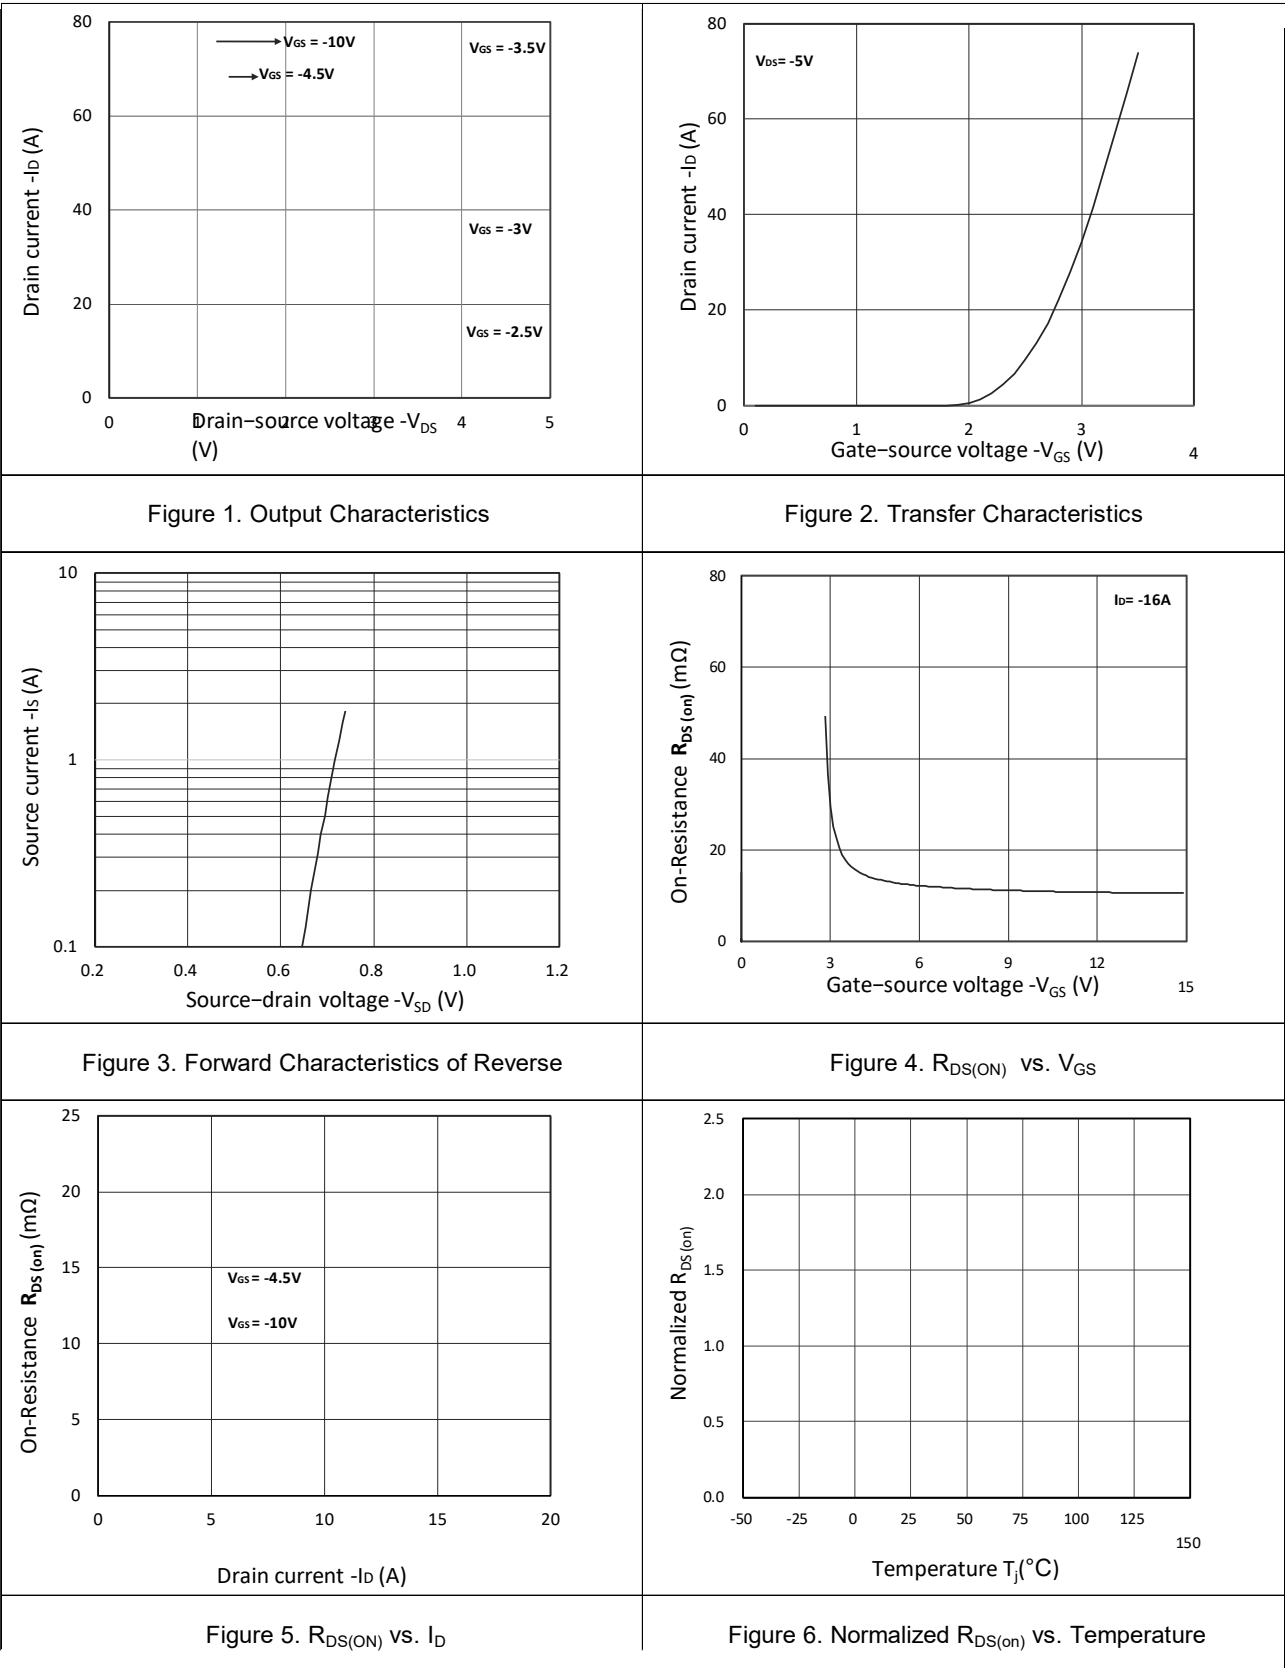 80
60
40
20
0
Drain current -ID (A)
VGS = -10V
VGS = -4.5V
VGS = -3.5V
VGS = -3V
VGS = -2.5V
0 1 2 3 4 5
Drain−source voltage -VDS
(V)
Figure 1. Output Characteristics
80
60
40
20
0
Drain current -ID (A)
VDS= -5V
0 1 2 3 4
Gate−source voltage -VGS (V)
Figure 2. Transfer Characteristics
10
1
0.1
Source current -IS (A)
0.2 0.4 0.6 0.8 1.0 1.2
Source−drain voltage -VSD (V)
Figure 3. Forward Characteristics of Reverse
80
60
40
20
0
On-Resistance RDS(on) (mΩ)
ID= -16A
0 3 6 9 12 15
Gate−source voltage -VGS (V)
Figure 4. RDS(ON) vs. VGS
25
20
15
10
5
0
On-Resistance RDS(on) (mΩ)
VGS= -4.5V
VGS= -10V
0 5 10 15 20
Drain current -ID (A)
Figure 5. RDS(ON) vs. ID
2.5
2.0
1.5
1.0
0.5
0.0
Normalized RDS(on)
-50 -25 0 25 50 75 100 125 150
Temperature Tj(°C)
Figure 6. Normalized RDS(on) vs. Temperature